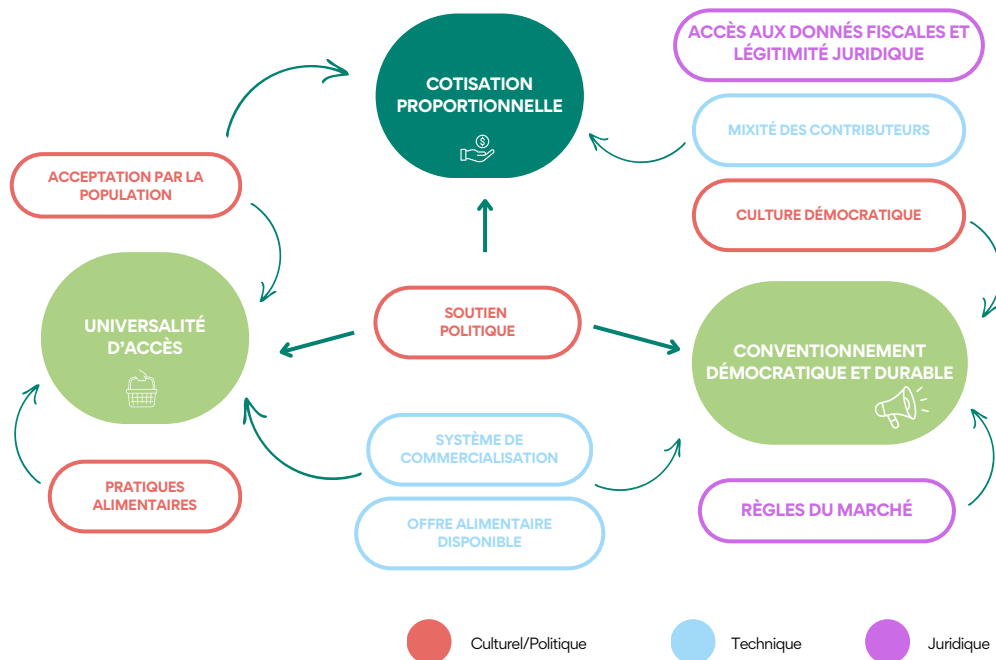 COTISATION
PROPORTIONNELLE
ACCÈS AUX DONNÉS FISCALES ET
LÉGITIMITÉ JURIDIQUE
MIXITÉ DES CONTRIBUTEURS
ACCEPTATION PAR LA
POPULATION
CULTURE DÉMOCRATIQUE
UNIVERSALITÉ
D'ACCÈS
SOUTIEN
POLITIQUE
CONVENTIONNEMENT
DÉMOCRATIQUE ET DURABLE
SYSTÈME DE
COMMERCIALISATION
PRATIQUES
ALIMENTAIRES
OFFRE ALIMENTAIRE
DISPONIBLE
RÈGLES DU MARCHÉ
Culturel/Politique
Technique
Juridique